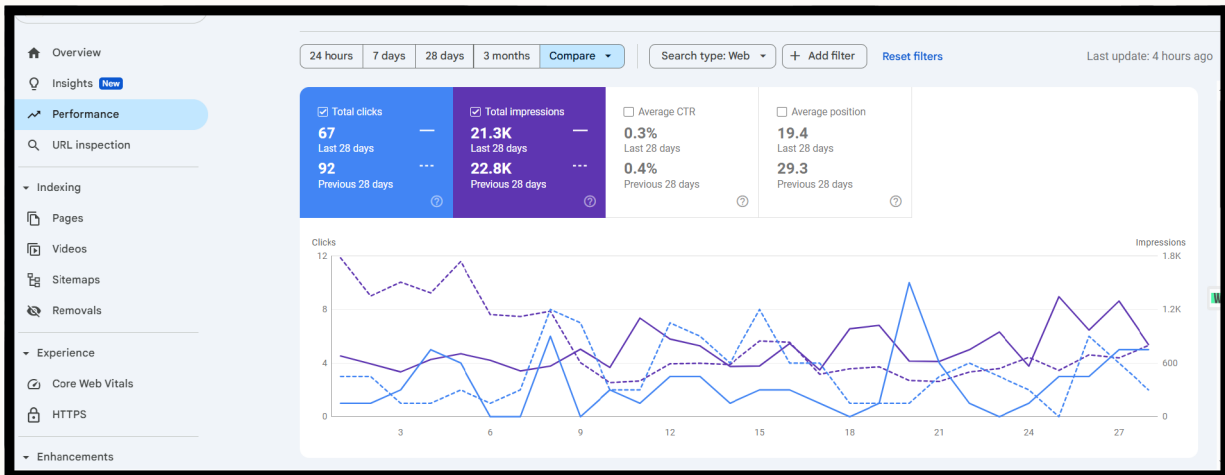 24 hours 7 days 28 days 3 months Compare Search type: Web + Add filter Reset filters Last update: 4 hours ago
Overview
Insights New
Performance
URL inspection
Indexing
Pages
Videos
Sitemaps
Removals
Experience
Core Web Vitals
HTTPS
Enhancements
Total clicks
67
Last 28 days
92
Previous 28 days
Total impressions
21.3K
Last 28 days
22.8K
Previous 28 days
Average CTR
0.3%
Last 28 days
0.4%
Previous 28 days
Average position
19.4
Last 28 days
29.3
Previous 28 days
Clicks Impressions
12 1.8K
8 1.2K
4 600
0 0
3 6 9 12 15 18 21 24 27